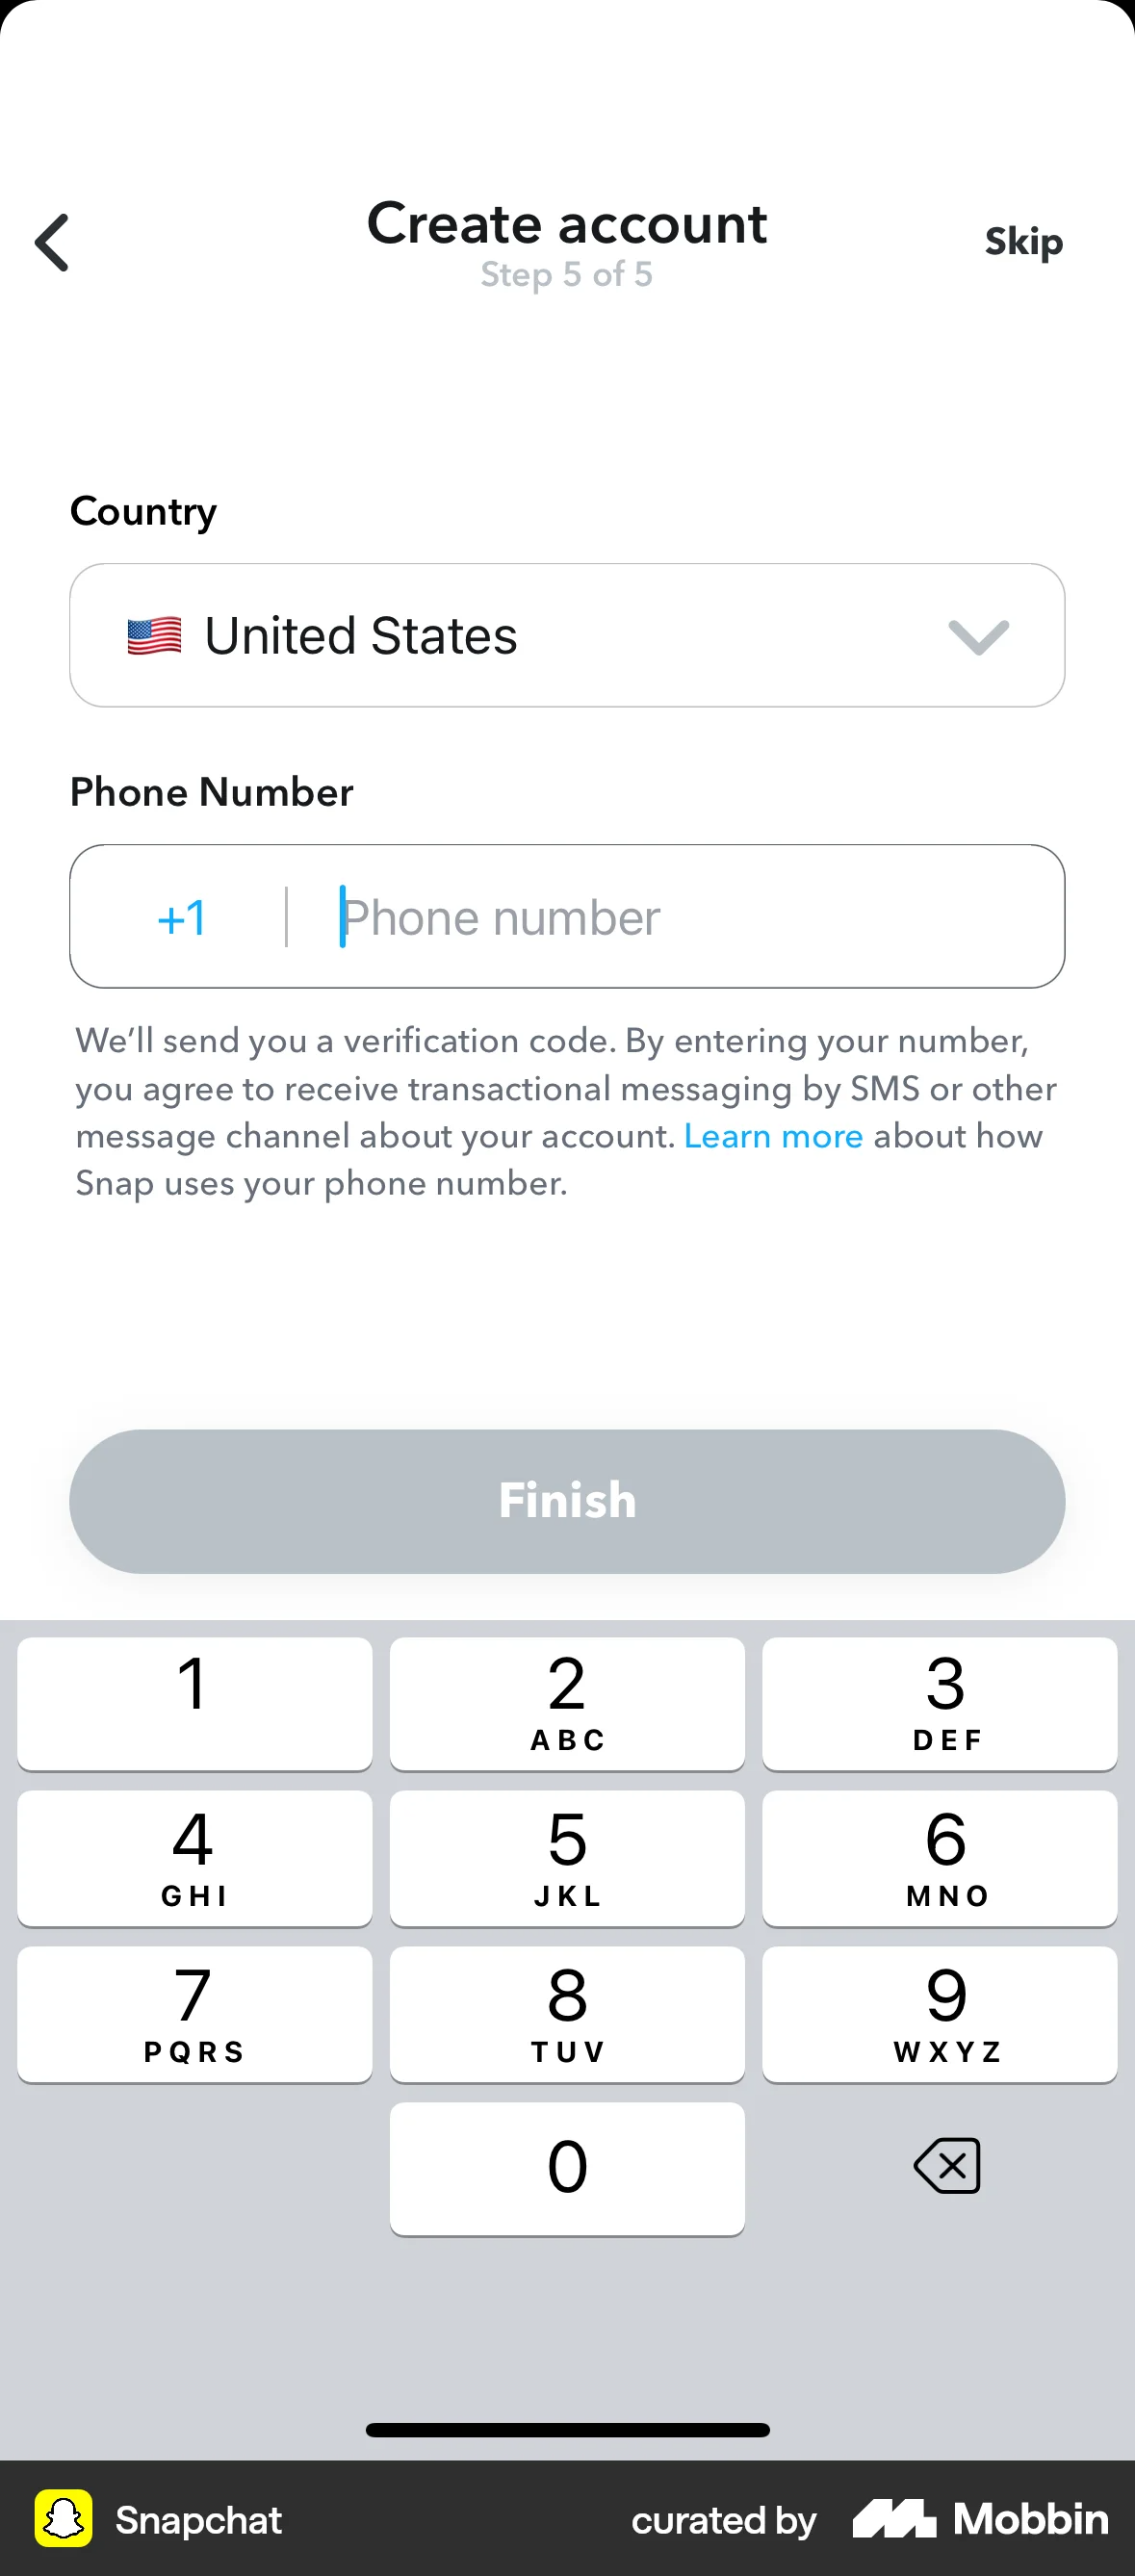 Create account
Step 5 of 5
Skip
Country
United States
Phone Number
+1
Phone number
We’ll send you a verification code. By entering your number,
you agree to receive transactional messaging by SMS or other
message channel about your account. Learn more about how
Snap uses your phone number.
Finish
1
2
ABC
3
DEF
4
GHI
5
JKL
6
MNO
7
PQRS
8
TUV
9
WXYZ
0
Snapchat
curated by Mobbin